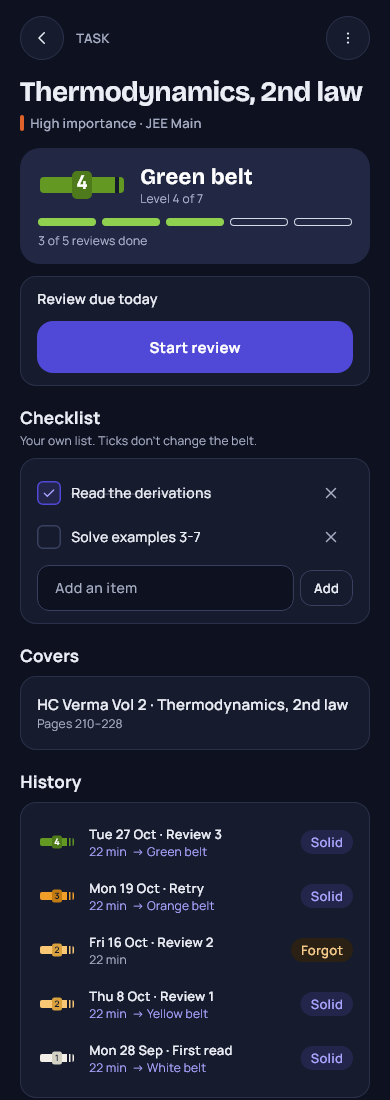 TASK
Thermodynamics, 2nd law
High importance · JEE Main
4
Green belt
Level 4 of 7
3 of 5 reviews done
Review due today
Start review
Checklist
Your own list. Ticks don't change the belt.
Read the derivations
Solve examples 3-7
Add an item
Add
Covers
HC Verma Vol 2 · Thermodynamics, 2nd law
Pages 210–228
History
4
Tue 27 Oct · Review 3
22 min → Green belt
Solid
3
Mon 19 Oct · Retry
22 min → Orange belt
Solid
2
Fri 16 Oct · Review 2
22 min
Forgot
2
Thu 8 Oct · Review 1
22 min → Yellow belt
Solid
1
Mon 28 Sep · First read
22 min → White belt
Solid